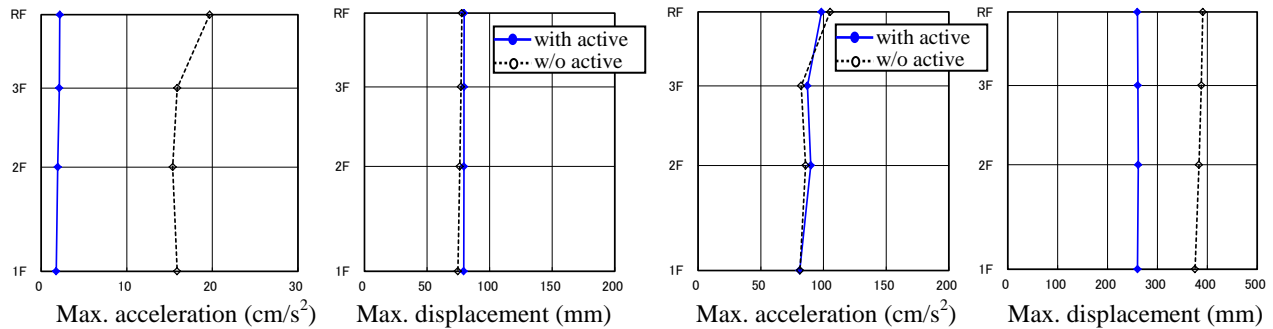 RF
3F
2F
1F
0 10 20 30
Max. acceleration (cm/s²)
RF
3F
2F
1F
0 50 100 150 200
Max. displacement (mm)
with active
w/o active
RF
3F
2F
1F
0 50 100 150 200
Max. acceleration (cm/s²)
with active
w/o active
RF
3F
2F
1F
0 100 200 300 400 500
Max. displacement (mm)